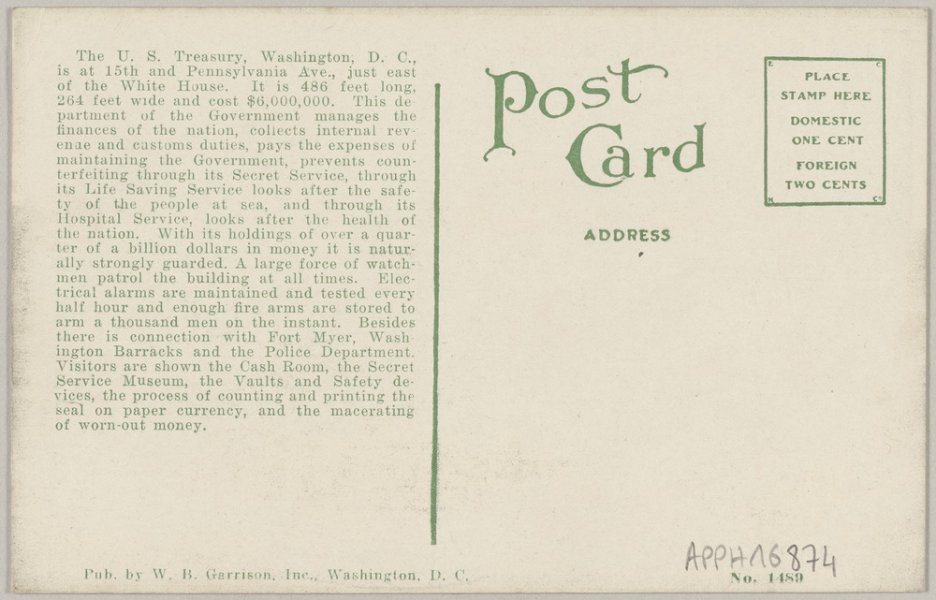 The U. S. Treasury, Washington, D. C.,
is at 15th and Pennsylvania Ave., just east
of the White House. It is 486 feet long,
264 feet wide and cost $6,000,000. This de-
partment of the Government manages the
finances of the nation, collects internal rev-
enue and customs duties, pays the expenses of
maintaining the Government, prevents coun-
terfeiting through its Secret Service, through
its Life Saving Service looks after the safe-
ty of the people at sea, and through its
Hospital Service, looks after the health of
the nation. With its holdings of over a quar-
ter of a billion dollars in money it is natur-
ally strongly guarded. A large force of watch-
men patrol the building at all times. Elec-
trical alarms are maintained and tested every
half hour and enough fire arms are stored to
arm a thousand men on the instant. Besides
there is connection with Fort Myer, Wash-
ington Barracks and the Police Department.
Visitors are shown the Cash Room, the Secret
Service Museum, the Vaults and Safety de-
vices, the process of counting and printing the
seal on paper currency, and the macerating
of worn-out money.
Pub. by W. B. Garrison, Inc., Washington, D. C.
Post
Card
ADDRESS
E C
PLACE
STAMP HERE
DOMESTIC
ONE CENT
FOREIGN
TWO CENTS
K Co
APPH16874
No. 1489